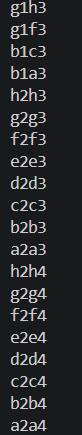 g1h3
g1f3
b1c3
b1a3
h2h3
g2g3
f2f3
e2e3
d2d3
c2c3
b2b3
a2a3
h2h4
g2g4
f2f4
e2e4
d2d4
c2c4
b2b4
a2a4